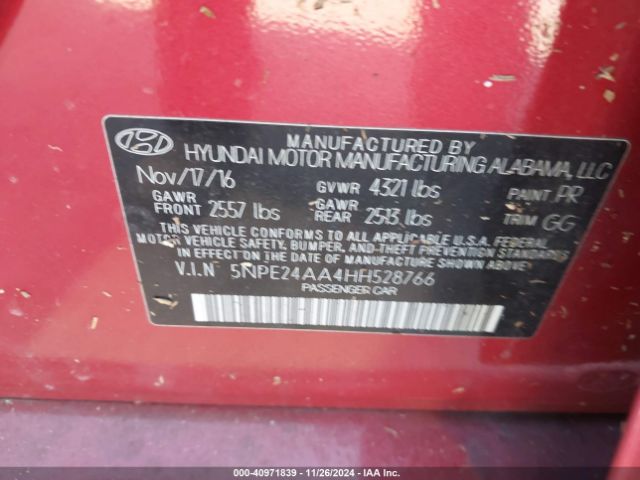 MANUFACTURED BY
HYUNDAI MOTOR MANUFACTURING ALABAMA, LLC
Nov/17/16 GVWR 4321 lbs PAINT PR
GAWR FRONT 2557 lbs GAWR REAR 2513 lbs TRIM GG
THIS VEHICLE CONFORMS TO ALL APPLICABLE U.S.A. FEDERAL
MOTOR VEHICLE SAFETY, BUMPER, AND THEFT PREVENTION STANDARDS
IN EFFECT ON THE DATE OF MANUFACTURE SHOWN ABOVE.
V.I.N 5NPE24AA4HH528766
PASSENGER CAR
000-40971839 | 11/26/2024 | IAA Inc.